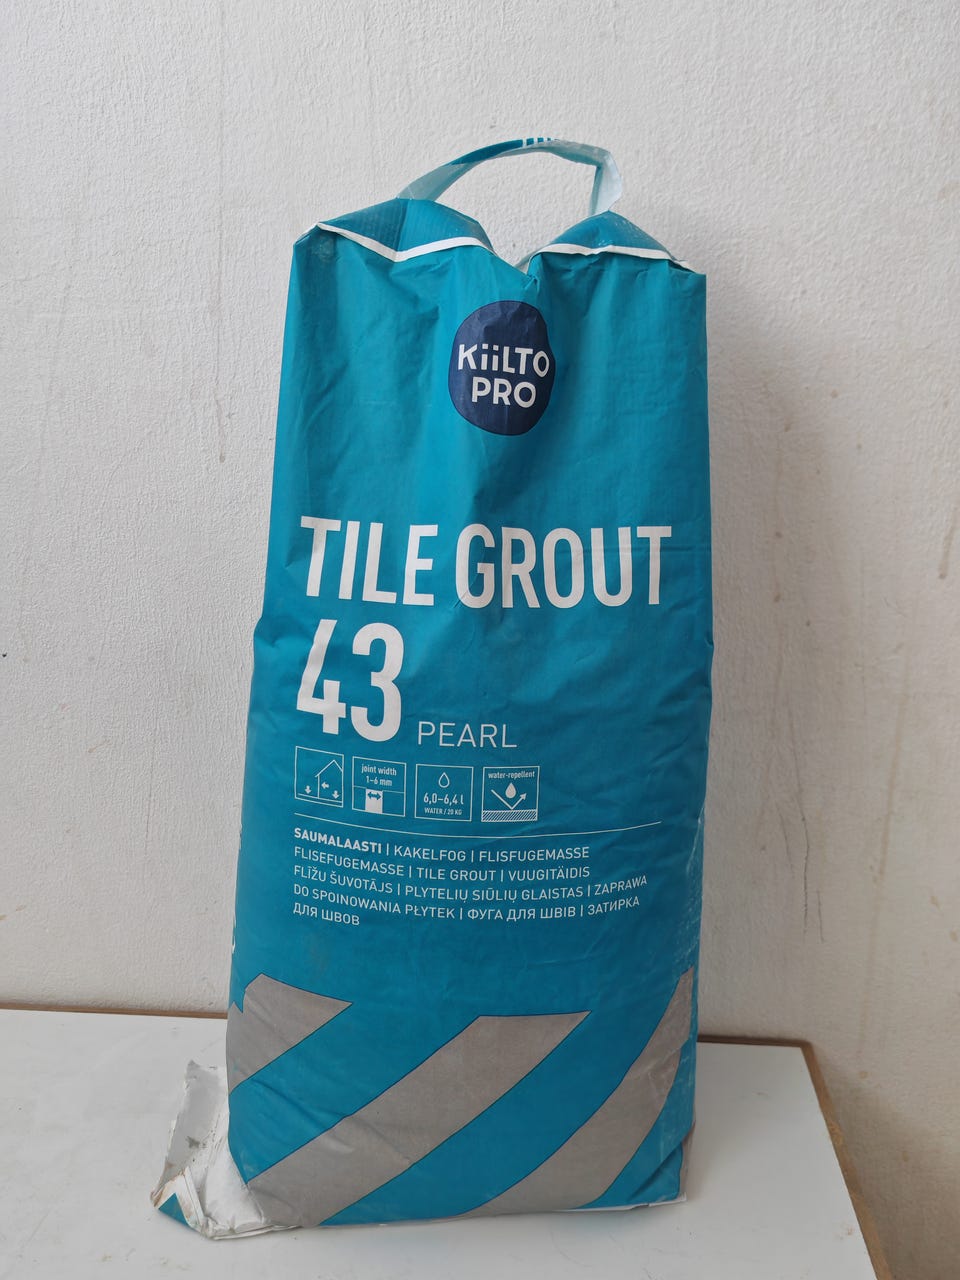 KiiLTO
PRO
TILE GROUT
43 PEARL
joint width
1–6 mm
6,0–6,4 l
WATER / 20 KG
water-repellent
SAUMALAASTI | KAKELFOG | FLISFUGEMASSE
FLISEFUGEMASSE | TILE GROUT | VUUGITÄIDIS
FLĪŽU ŠUVOTĀJS | PLYTELIŲ SIŪLIŲ GLAISTAS | ZAPRAWA
DO SPOINOWANIA PŁYTEK | ФУГА ДЛЯ ШВІВ | ЗАТИРКА
ДЛЯ ШВОВ